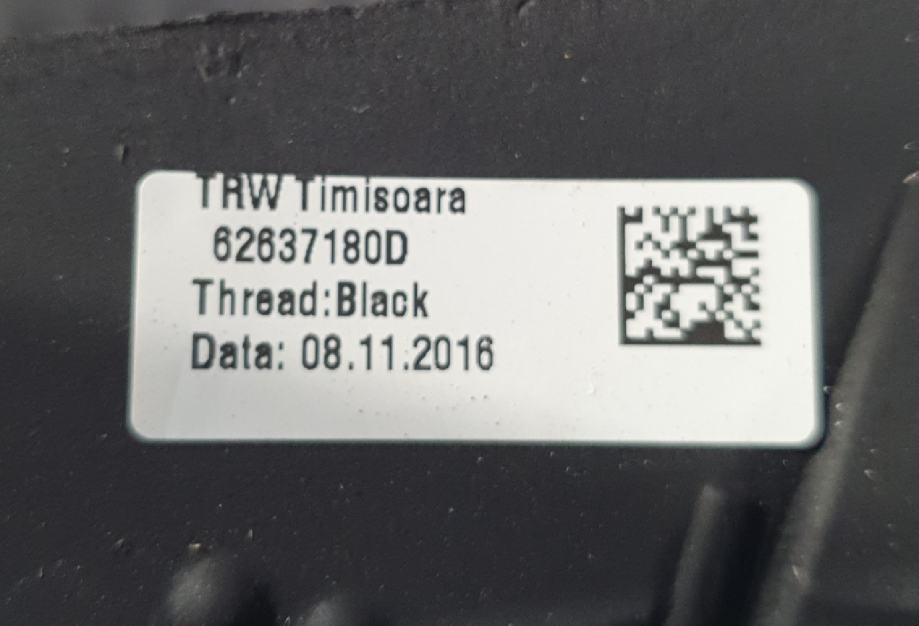 TRW Timisoara
62637180D
Thread:Black
Data: 08.11.2016